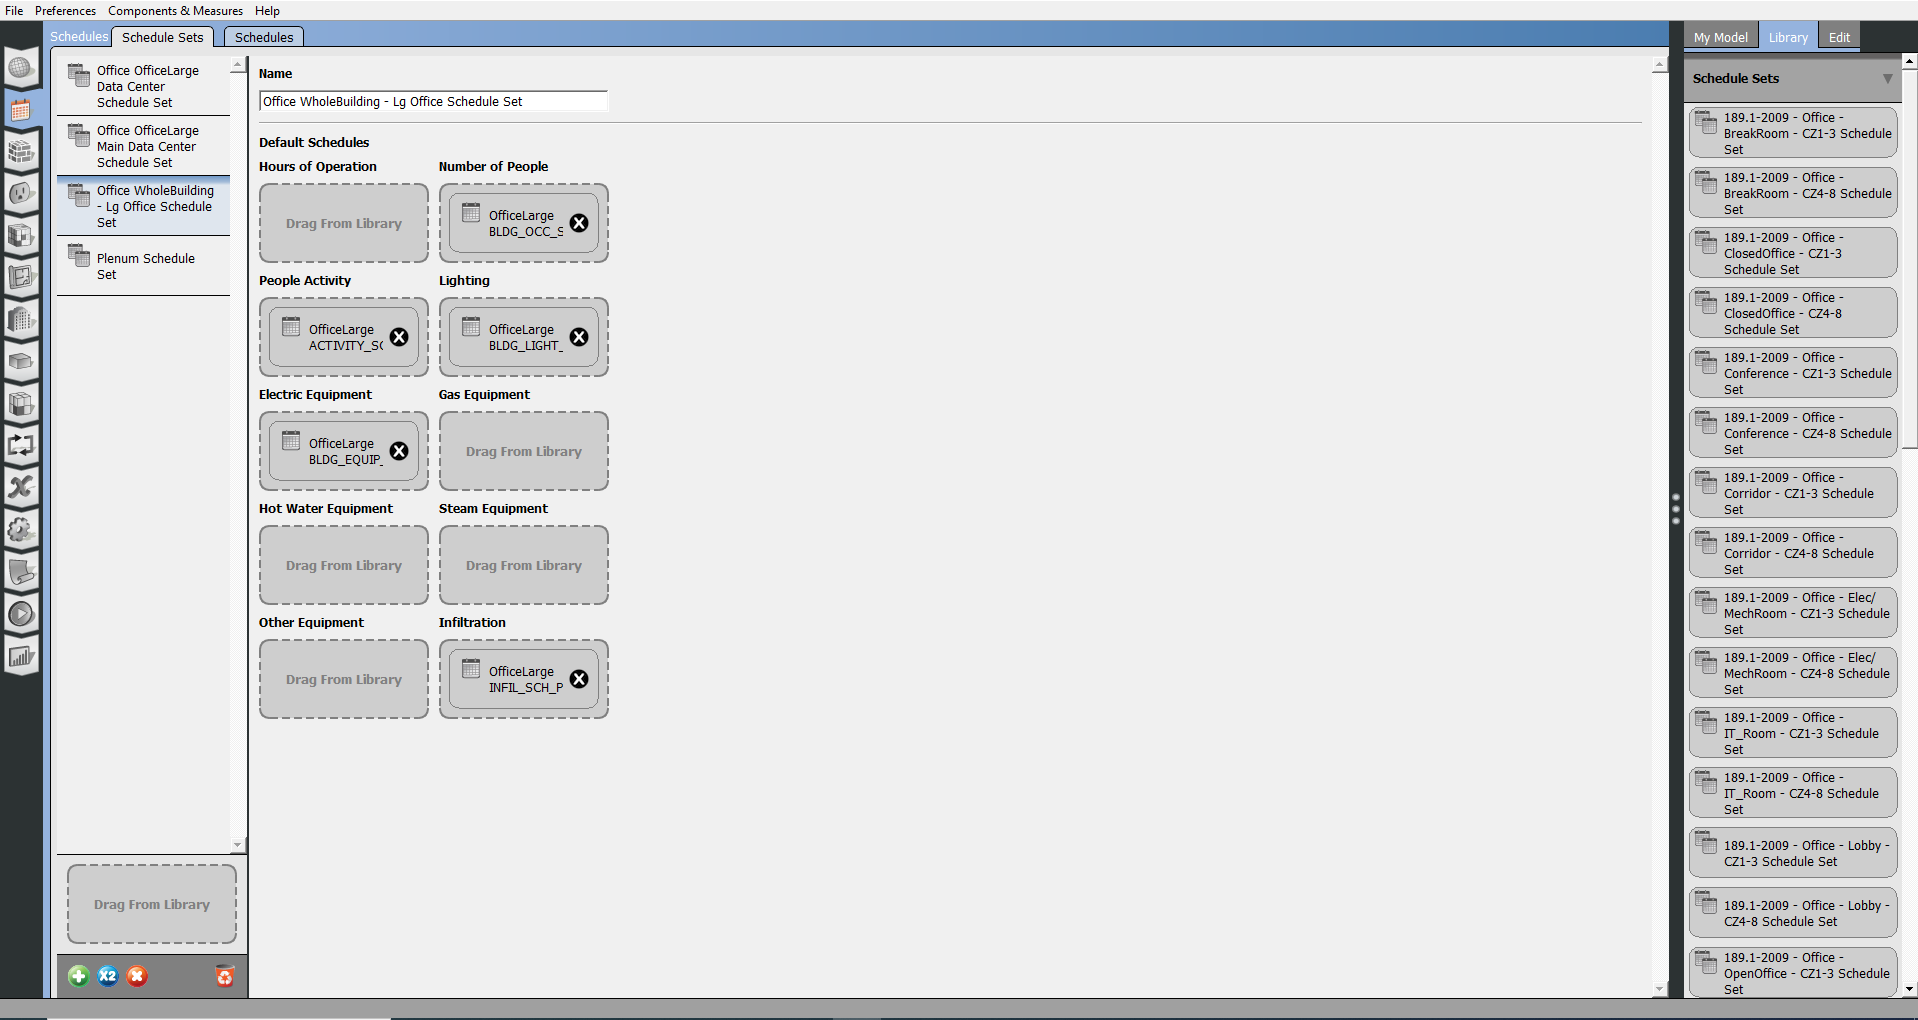 File Preferences Components & Measures Help
Schedules Schedule Sets Schedules
My Model Library Edit
Office OfficeLarge
Data Center
Schedule Set
Office OfficeLarge
Main Data Center
Schedule Set
Office WholeBuilding
- Lg Office Schedule
Set
Plenum Schedule
Set
Drag From Library
X2
Name
Office WholeBuilding - Lg Office Schedule Set
Default Schedules
Hours of Operation Number of People
Drag From Library
OfficeLarge
BLDG_OCC_S
People Activity Lighting
OfficeLarge
ACTIVITY_SC
OfficeLarge
BLDG_LIGHT_
Electric Equipment Gas Equipment
OfficeLarge
BLDG_EQUIP_
Drag From Library
Hot Water Equipment Steam Equipment
Drag From Library Drag From Library
Other Equipment Infiltration
Drag From Library
OfficeLarge
INFIL_SCH_P
Schedule Sets
189.1-2009 - Office -
BreakRoom - CZ1-3 Schedule
Set
189.1-2009 - Office -
BreakRoom - CZ4-8 Schedule
Set
189.1-2009 - Office -
ClosedOffice - CZ1-3
Schedule Set
189.1-2009 - Office -
ClosedOffice - CZ4-8
Schedule Set
189.1-2009 - Office -
Conference - CZ1-3 Schedule
Set
189.1-2009 - Office -
Conference - CZ4-8 Schedule
Set
189.1-2009 - Office -
Corridor - CZ1-3 Schedule
Set
189.1-2009 - Office -
Corridor - CZ4-8 Schedule
Set
189.1-2009 - Office - Elec/
MechRoom - CZ1-3 Schedule
Set
189.1-2009 - Office - Elec/
MechRoom - CZ4-8 Schedule
Set
189.1-2009 - Office -
IT_Room - CZ1-3 Schedule
Set
189.1-2009 - Office -
IT_Room - CZ4-8 Schedule
Set
189.1-2009 - Office - Lobby -
CZ1-3 Schedule Set
189.1-2009 - Office - Lobby -
CZ4-8 Schedule Set
189.1-2009 - Office -
OpenOffice - CZ1-3 Schedule
Set